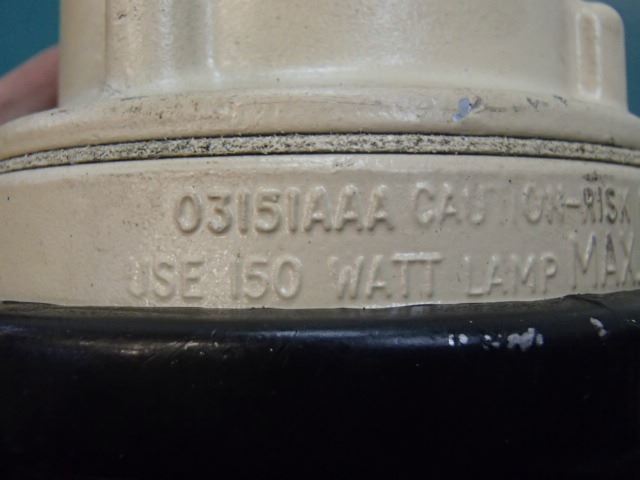 03151AAA CAUTION-RISK
USE 150 WATT LAMP MAX